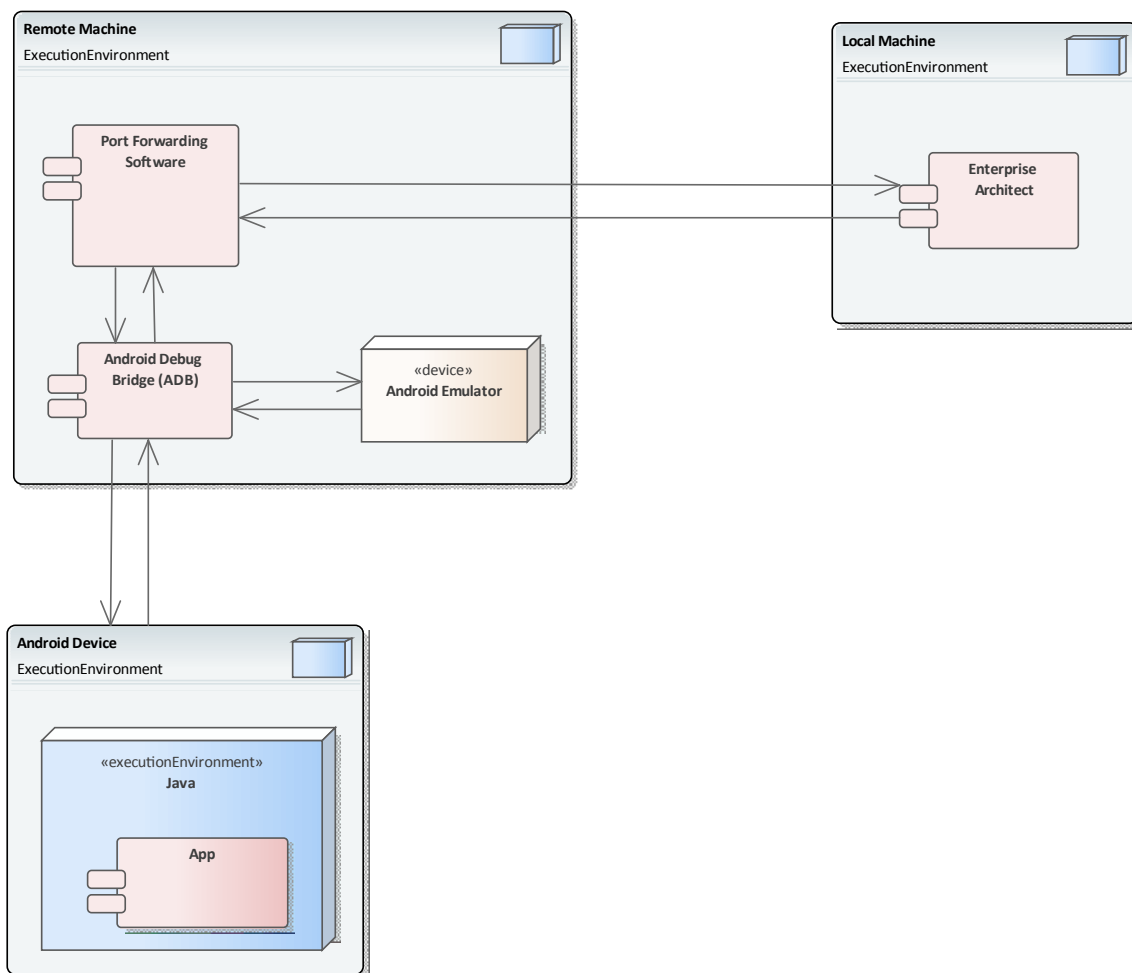 Remote Machine
ExecutionEnvironment
Local Machine
ExecutionEnvironment
Port Forwarding
Software
Enterprise
Architect
Android Debug
Bridge (ADB)
«device»
Android Emulator
Android Device
ExecutionEnvironment
«executionEnvironment»
Java
App